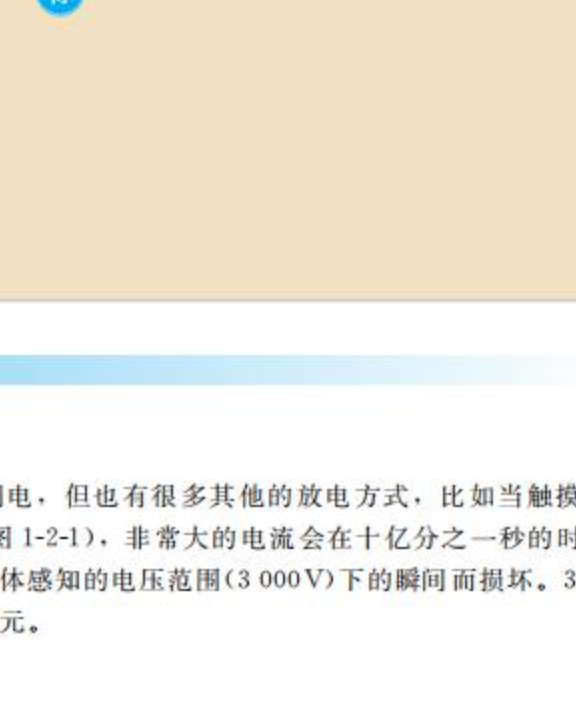 电，但也有很多其他的放电方式，比如当触摸
图1-2-1)，非常大的电流会在十亿分之一秒的时
体感知的电压范围(3 000 V)下的瞬间而损坏。3
元。